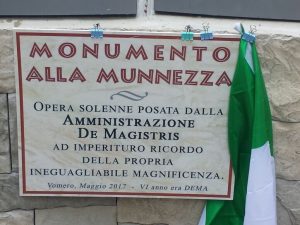 MONUMENTO
ALLA MUNNEZZA
OPERA SOLENNE POSATA DALLA
AMMINISTRAZIONE
DE MAGISTRIS
AD IMPERITURO RICORDO
DELLA PROPRIA
INEGUAGLIABILE MAGNIFICENZA.
Vomero, Maggio 2017 - VI anno era DEMA